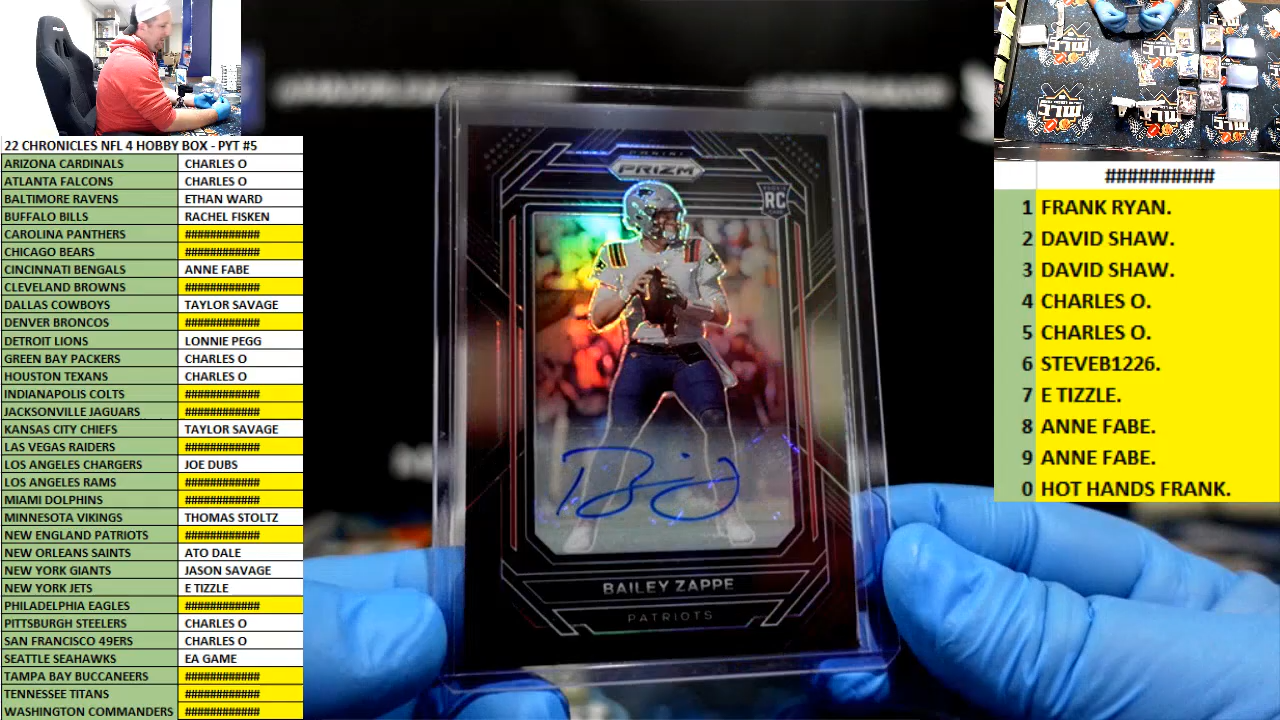 22 CHRONICLES NFL 4 HOBBY BOX - PYT #5
ARIZONA CARDINALS CHARLES O
ATLANTA FALCONS CHARLES O
BALTIMORE RAVENS ETHAN WARD
BUFFALO BILLS RACHEL FISKEN
CAROLINA PANTHERS ############
CHICAGO BEARS ############
CINCINNATI BENGALS ANNE FABE
CLEVELAND BROWNS ############
DALLAS COWBOYS TAYLOR SAVAGE
DENVER BRONCOS ############
DETROIT LIONS LONNIE PEGG
GREEN BAY PACKERS CHARLES O
HOUSTON TEXANS CHARLES O
INDIANAPOLIS COLTS ############
JACKSONVILLE JAGUARS ############
KANSAS CITY CHIEFS TAYLOR SAVAGE
LAS VEGAS RAIDERS ############
LOS ANGELES CHARGERS JOE DUBS
LOS ANGELES RAMS ############
MIAMI DOLPHINS ############
MINNESOTA VIKINGS THOMAS STOLTZ
NEW ENGLAND PATRIOTS ############
NEW ORLEANS SAINTS ATO DALE
NEW YORK GIANTS JASON SAVAGE
NEW YORK JETS E TIZZLE
PHILADELPHIA EAGLES ############
PITTSBURGH STEELERS CHARLES O
SAN FRANCISCO 49ERS CHARLES O
SEATTLE SEAHAWKS EA GAME
TAMPA BAY BUCCANEERS ############
TENNESSEE TITANS ############
WASHINGTON COMMANDERS ############
PANINI
PRIZM
RC
BAILEY ZAPPE
PATRIOTS
##########
1 FRANK RYAN.
2 DAVID SHAW.
3 DAVID SHAW.
4 CHARLES O.
5 CHARLES O.
6 STEVEB1226.
7 E TIZZLE.
8 ANNE FABE.
9 ANNE FABE.
0 HOT HANDS FRANK.